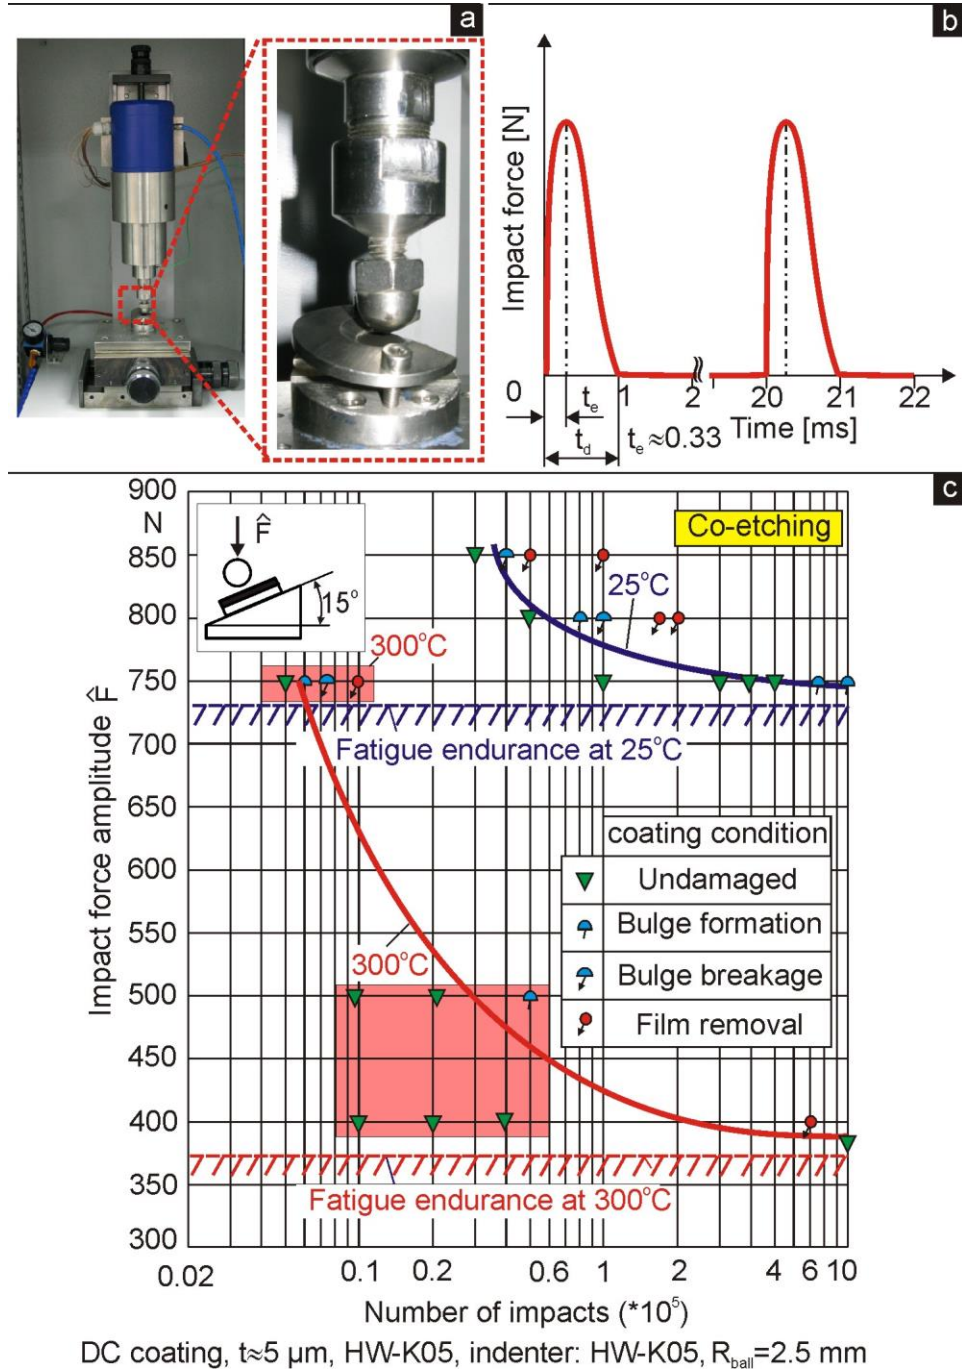 a
b
Impact force [N]
0
1
2
20
21
22
te
td
te≈0.33
Time [ms]
c
900
N
850
800
750
700
650
600
550
500
450
400
350
300
Impact force amplitude F̂
F̂
15°
Co-etching
25°C
300°C
Fatigue endurance at 25°C
coating condition
Undamaged
Bulge formation
Bulge breakage
Film removal
300°C
Fatigue endurance at 300°C
0.02
0.1
0.2
0.6
1
2
4
6
10
Number of impacts (*10⁵)
DC coating, t≈5 µm, HW-K05, indenter: HW-K05, Rball=2.5 mm